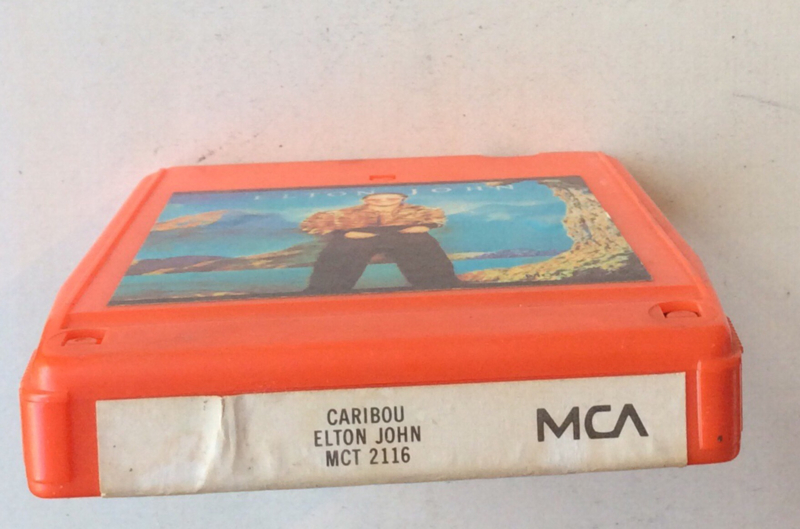 ELTON JOHN
CARIBOU
ELTON JOHN
MCT 2116
MCA